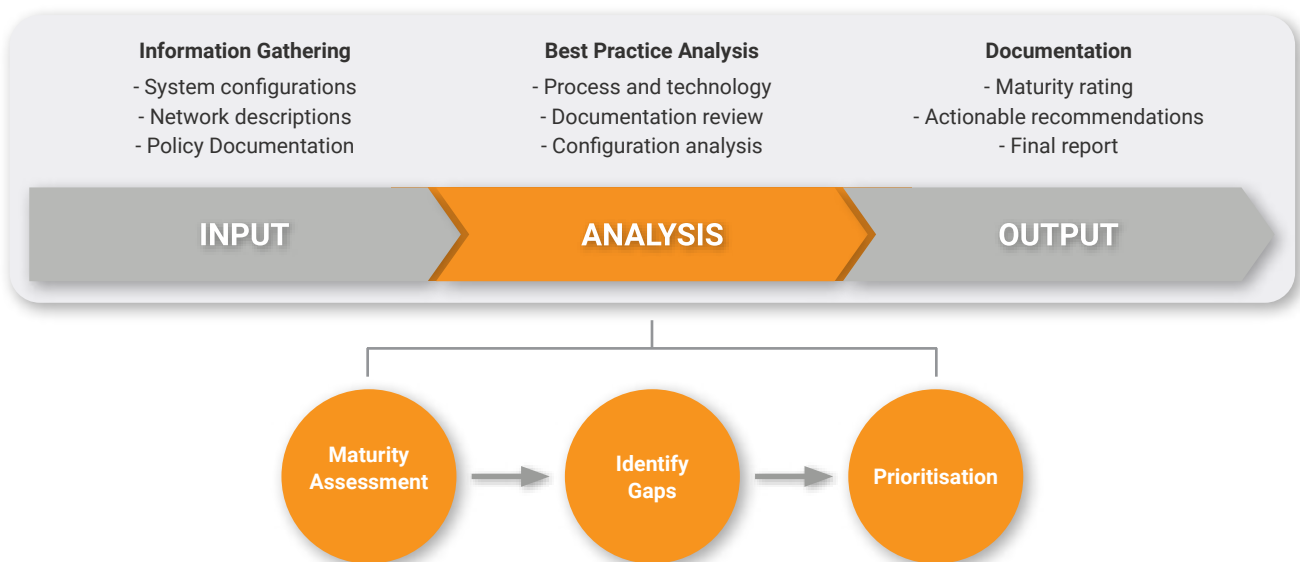 Information Gathering
- System configurations
- Network descriptions
- Policy Documentation
Best Practice Analysis
- Process and technology
- Documentation review
- Configuration analysis
Documentation
- Maturity rating
- Actionable recommendations
- Final report
INPUT
ANALYSIS
OUTPUT
Maturity
Assessment
Identify
Gaps
Prioritisation